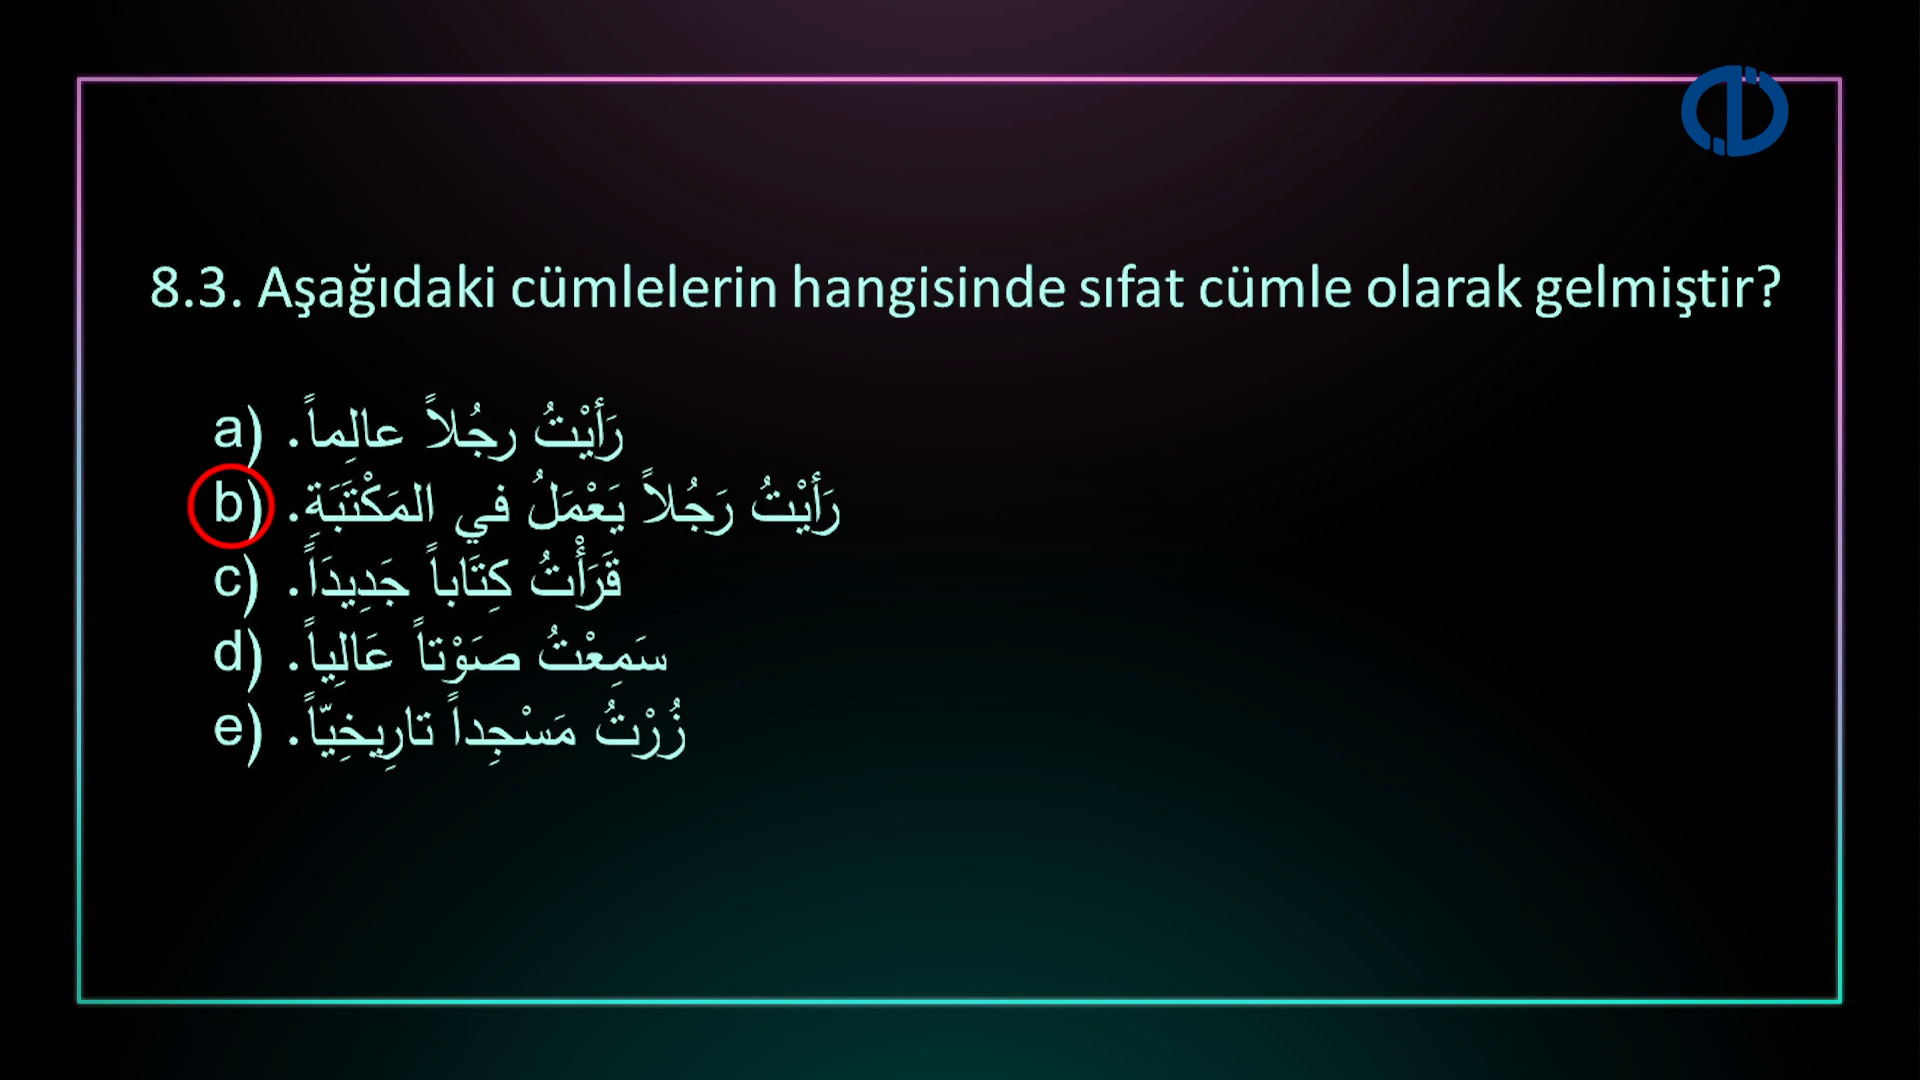 8.3. Aşağıdaki cümlelerin hangisinde sıfat cümle olarak gelmiştir?
a) رَأَيْتُ رجُلاً عالِماً.
b) رَأَيْتُ رَجُلاً يَعْمَلُ في المَكْتَبَةِ.
c) قَرَأْتُ كِتَاباً جَدِيدَاً.
d) سَمِعْتُ صَوْتاً عَالِياً.
e) زُرْتُ مَسْجِداً تارِيخِيّاً.